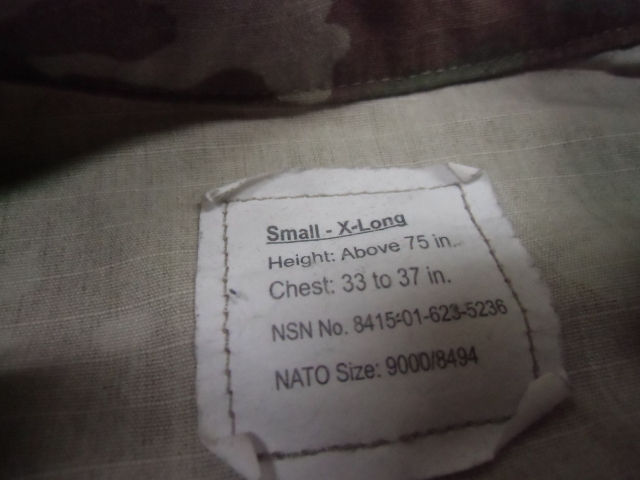 Small - X-Long
Height: Above 75 in.
Chest: 33 to 37 in.
NSN No. 8415-01-623-5236
NATO Size: 9000/8494